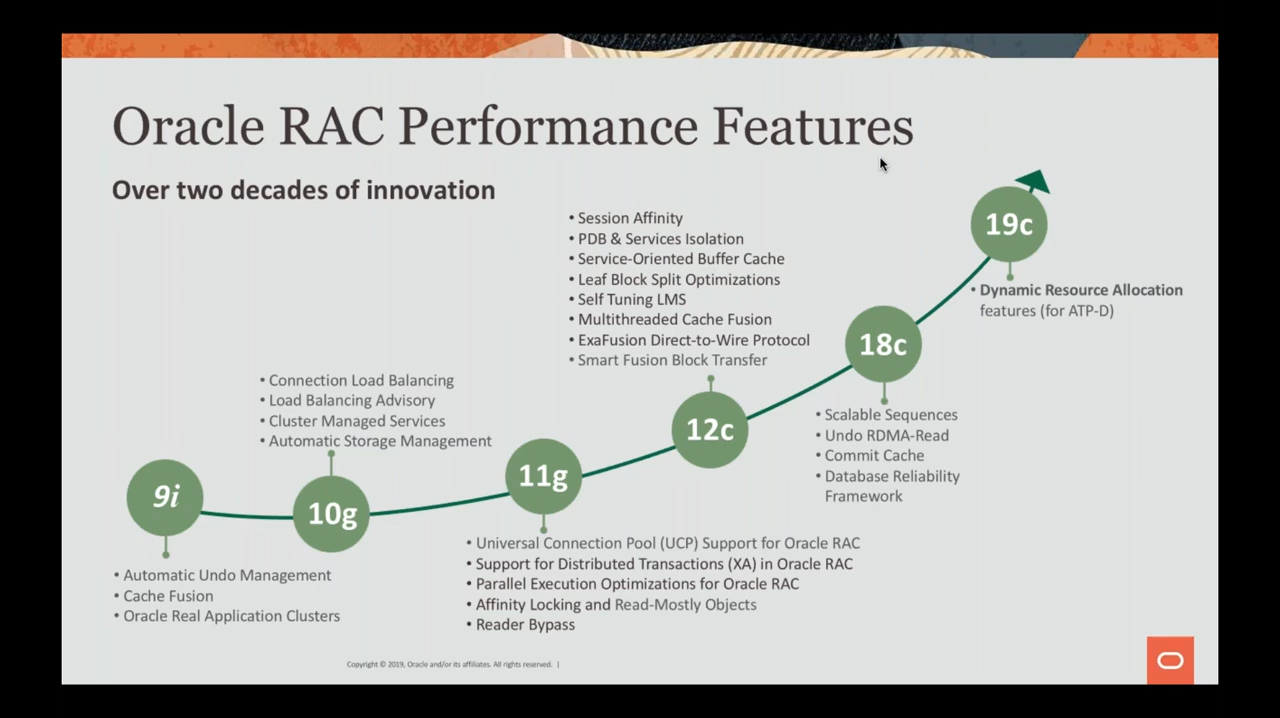 Oracle RAC Performance Features
Over two decades of innovation
9i
• Automatic Undo Management
• Cache Fusion
• Oracle Real Application Clusters
• Connection Load Balancing
• Load Balancing Advisory
• Cluster Managed Services
• Automatic Storage Management
10g
11g
• Universal Connection Pool (UCP) Support for Oracle RAC
• Support for Distributed Transactions (XA) in Oracle RAC
• Parallel Execution Optimizations for Oracle RAC
• Affinity Locking and Read-Mostly Objects
• Reader Bypass
• Session Affinity
• PDB & Services Isolation
• Service-Oriented Buffer Cache
• Leaf Block Split Optimizations
• Self Tuning LMS
• Multithreaded Cache Fusion
• ExaFusion Direct-to-Wire Protocol
• Smart Fusion Block Transfer
12c
18c
• Scalable Sequences
• Undo RDMA-Read
• Commit Cache
• Database Reliability
Framework
19c
• Dynamic Resource Allocation
features (for ATP-D)
Copyright © 2019, Oracle and/or its affiliates. All rights reserved. |